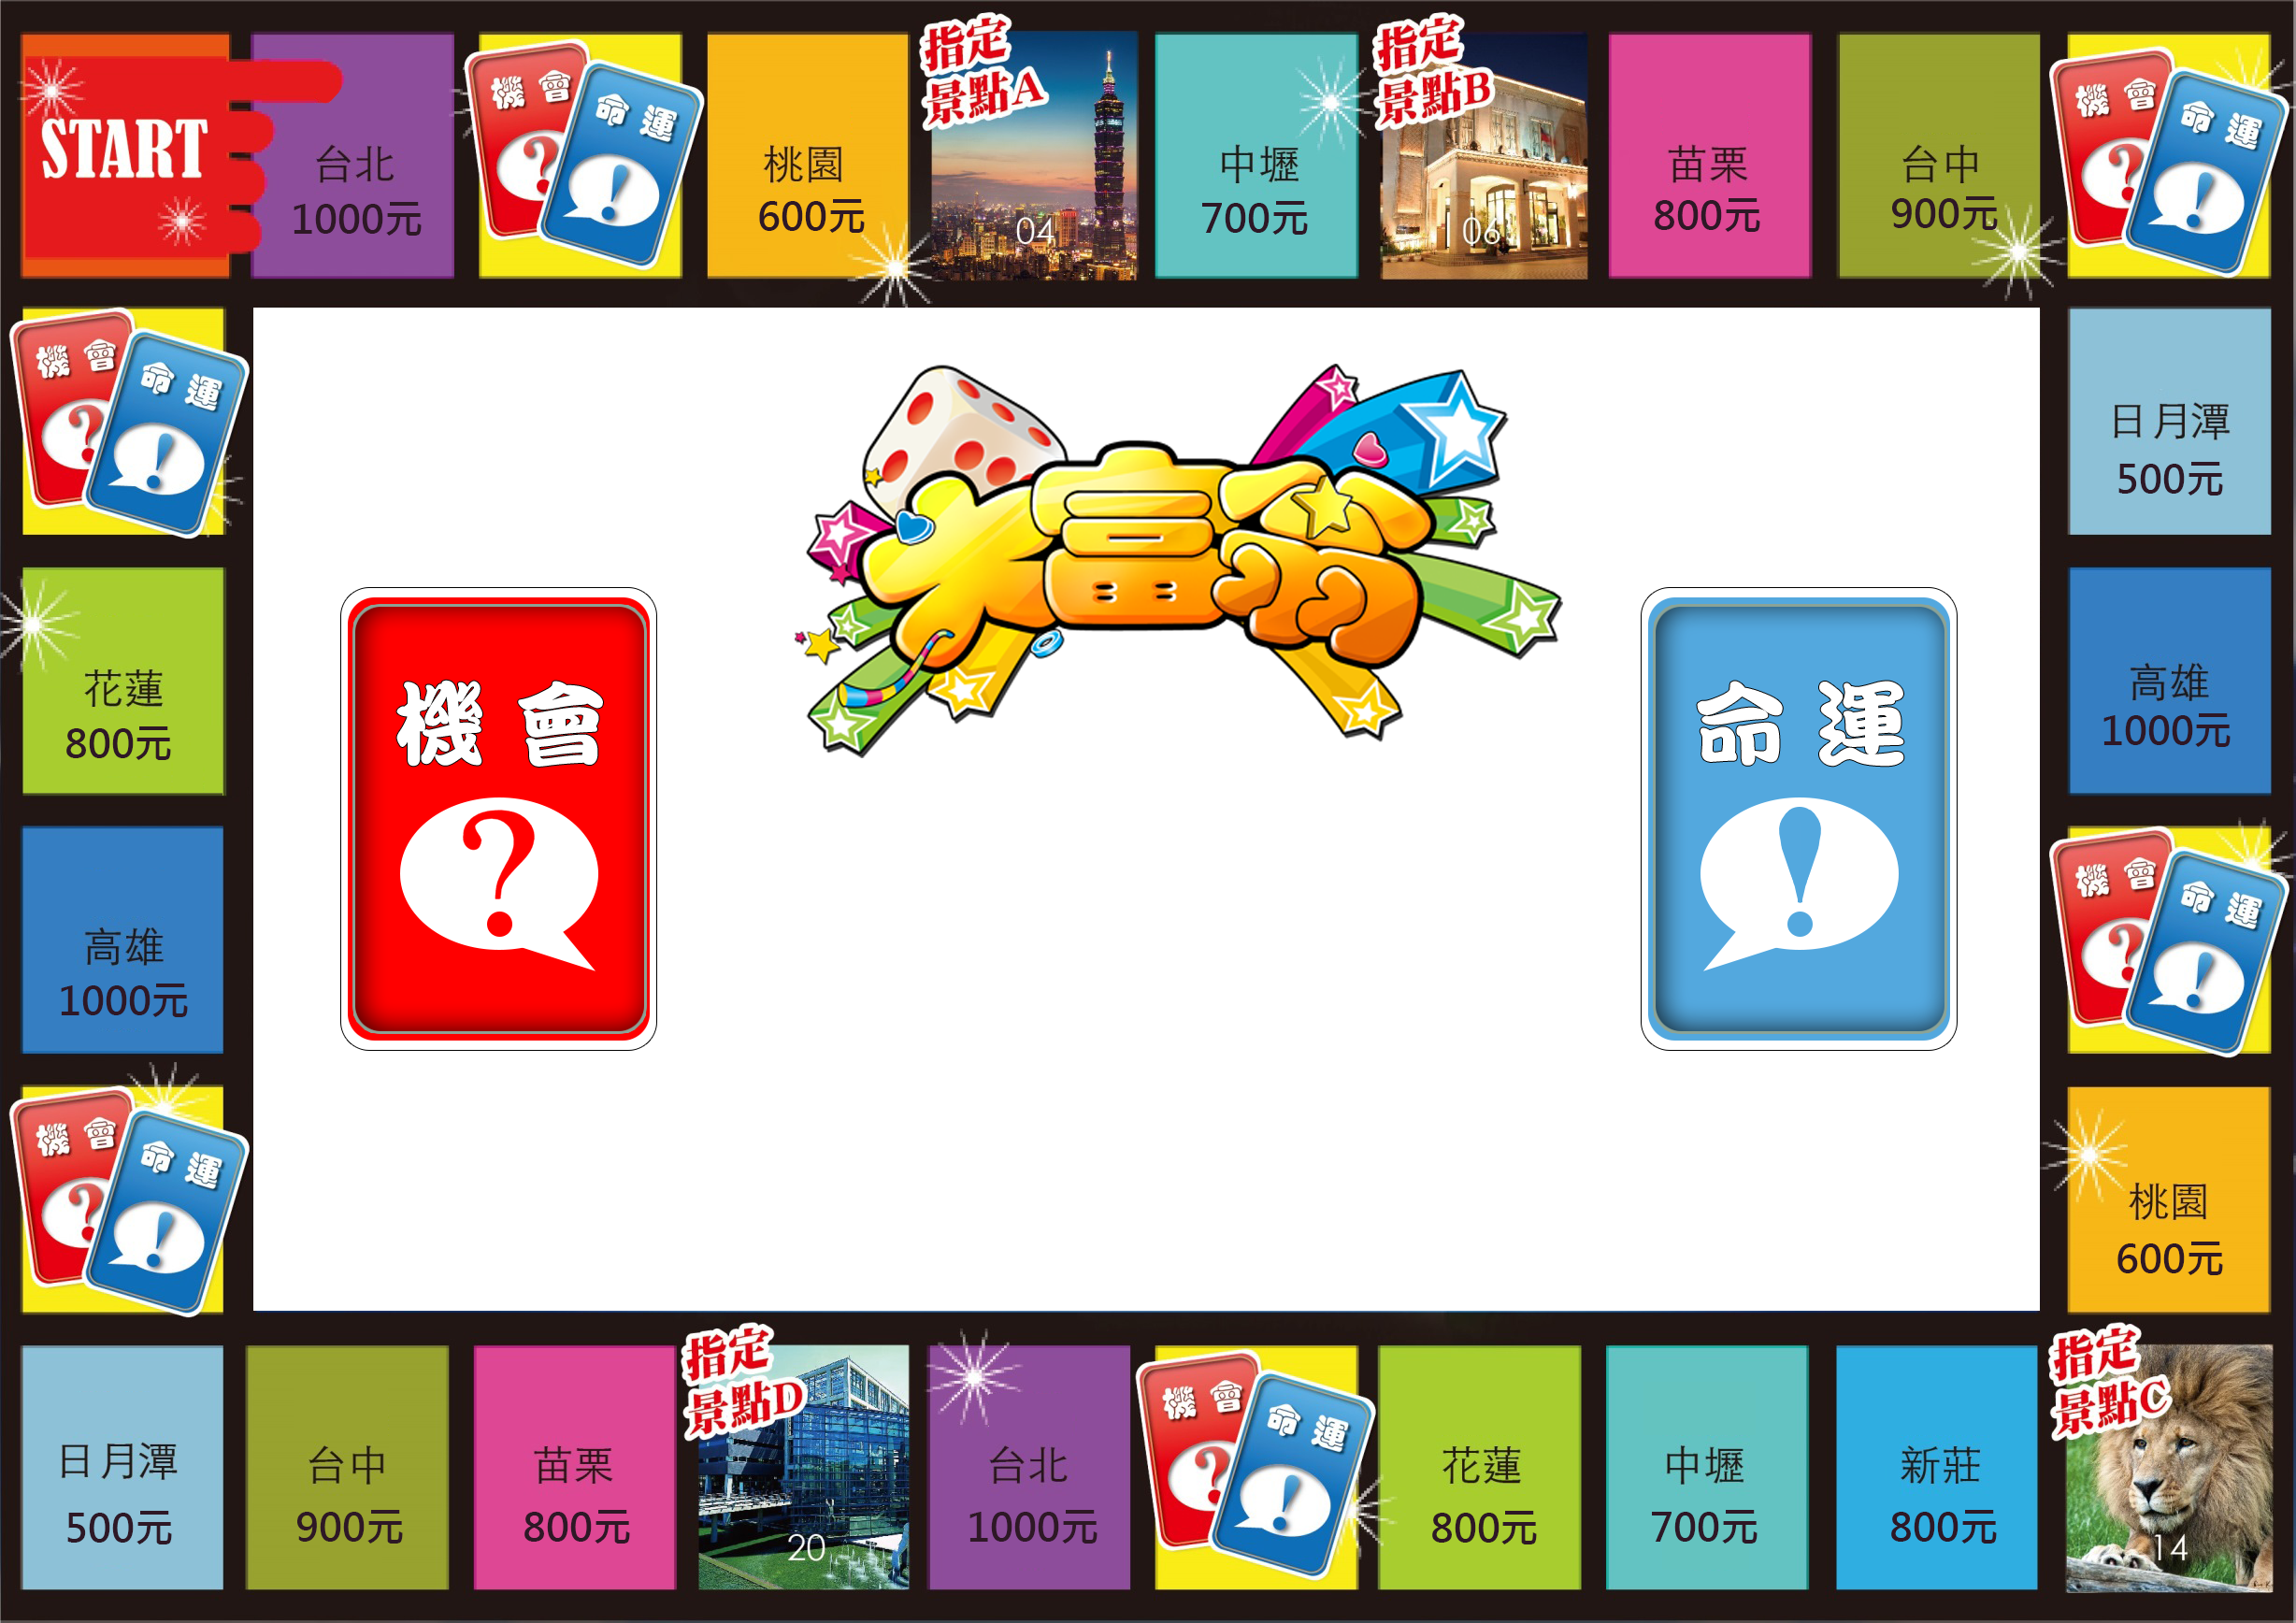 START
台北
1000元
機會
?
命運
!
桃園
600元
指定
景點A
04
中壢
700元
指定
景點B
06
苗栗
800元
台中
900元
機會
?
命運
!
機會
?
命運
!
日月潭
500元
大富翁
花蓮
800元
機會
?
命運
!
高雄
1000元
高雄
1000元
機會
?
命運
!
機會
?
命運
!
桃園
600元
日月潭
500元
台中
900元
苗栗
800元
指定
景點D
20
台北
1000元
機會
?
命運
!
花蓮
800元
中壢
700元
新莊
800元
指定
景點C
14